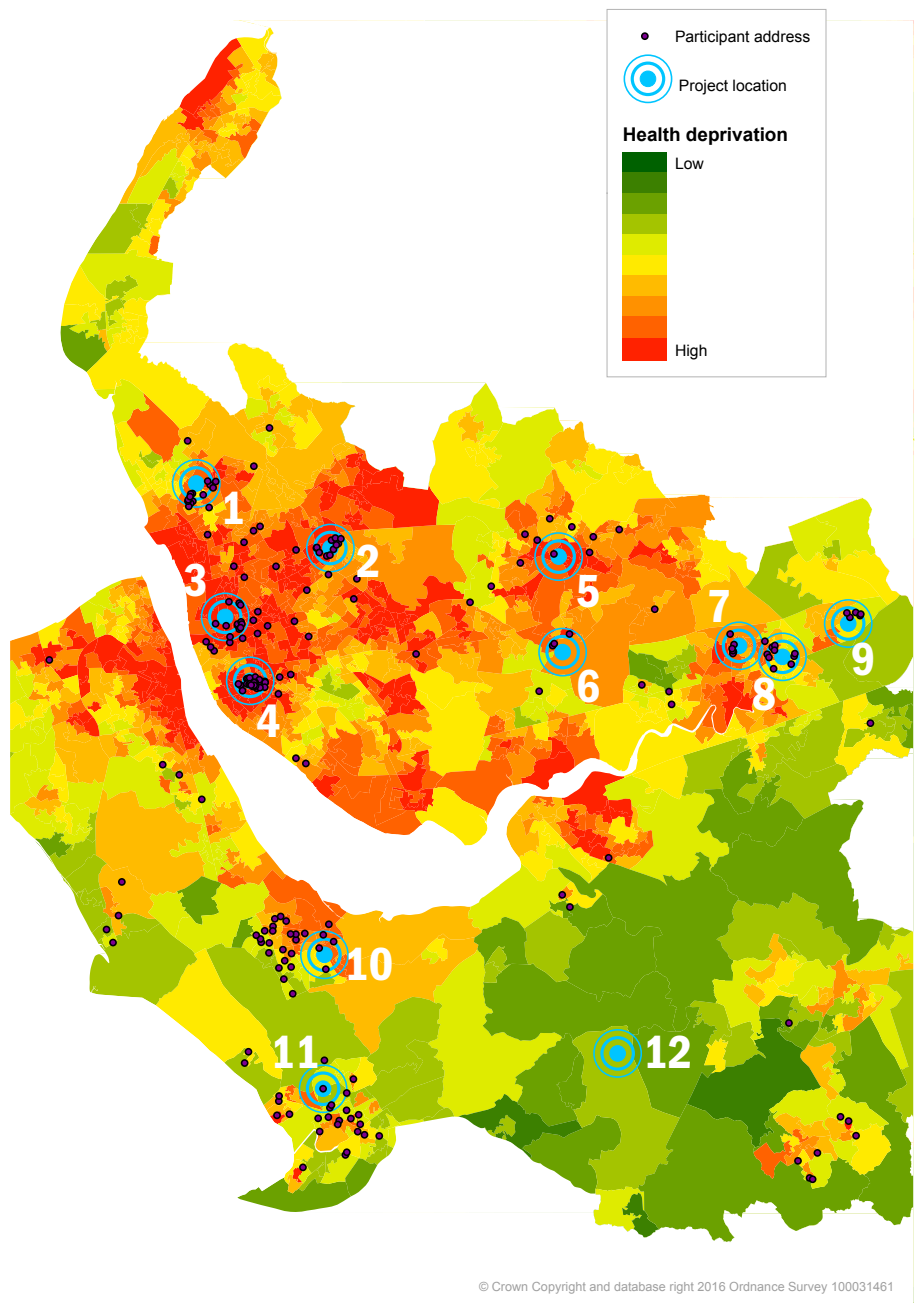 Participant address
Project location
Health deprivation
Low
High
1
2
3
4
5
6
7
8
9
10
11
12
© Crown Copyright and database right 2016 Ordnance Survey 100031461